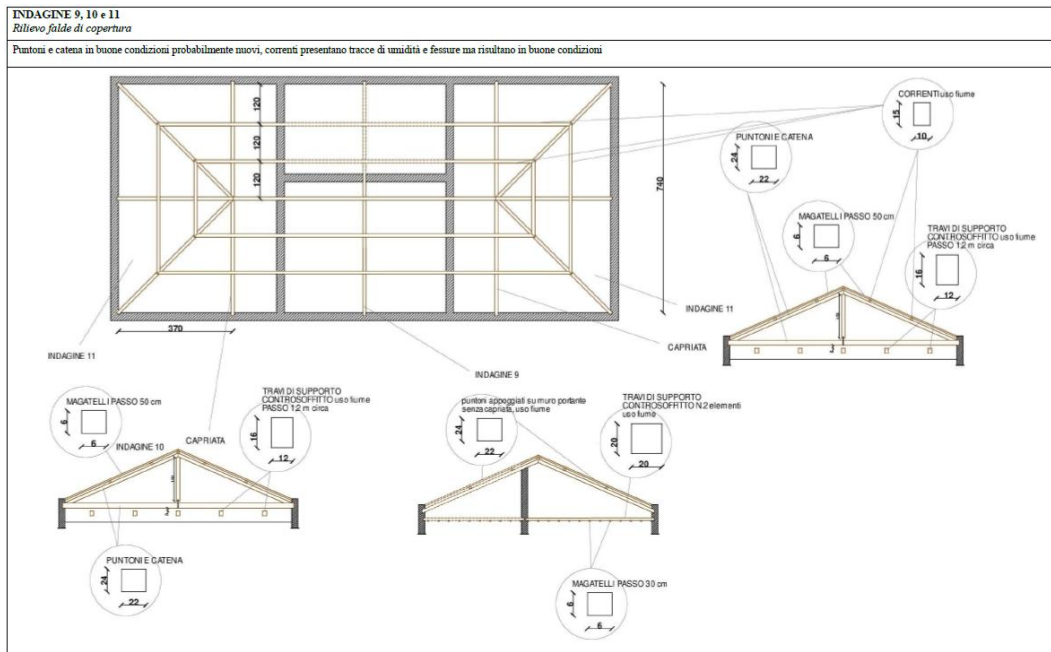 INDAGINE 9, 10 e 11
Rilievo falde di copertura
Puntoni e catena in buone condizioni probabilmente nuovi, correnti presentano tracce di umidità e fessure ma risultano in buone condizioni
120
120
120
740
370
INDAGINE 11
INDAGINE 11
CAPRIATA
CAPRIATA
INDAGINE 9
INDAGINE 10
CORRENTI uso fiume
15
10
PUNTONI E CATENA
24
22
MAGATELLI PASSO 50 cm
6
6
TRAVI DI SUPPORTO
CONTROSOFFITTO uso fiume
PASSO 1,2 m circa
16
12
MAGATELLI PASSO 50 cm
6
6
TRAVI DI SUPPORTO
CONTROSOFFITTO uso fiume
PASSO 1,2 m circa
16
12
PUNTONI E CATENA
24
22
puntoni appoggiati su muro portante
senza capriata, uso fiume
24
22
TRAVI DI SUPPORTO
CONTROSOFFITTO N.2 elementi
uso fiume
20
20
MAGATELLI PASSO 30 cm
6
6